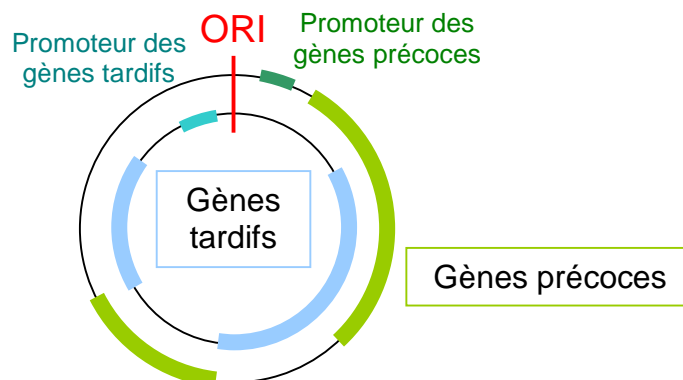 Promoteur des
gènes tardifs
ORI
Promoteur des
gènes précoces
Gènes
tardifs
Gènes précoces